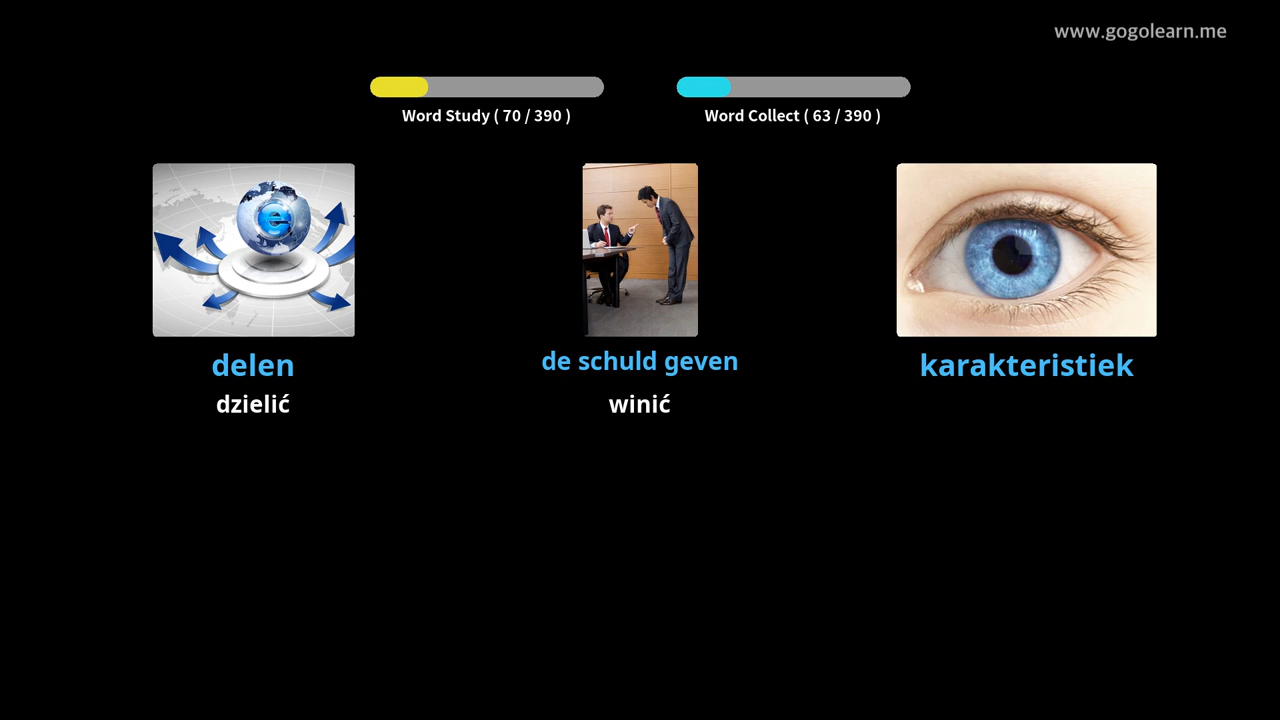 www.gogolearn.me
Word Study ( 70 / 390 )
Word Collect ( 63 / 390 )
e
delen
dzielić
de schuld geven
winić
karakteristiek